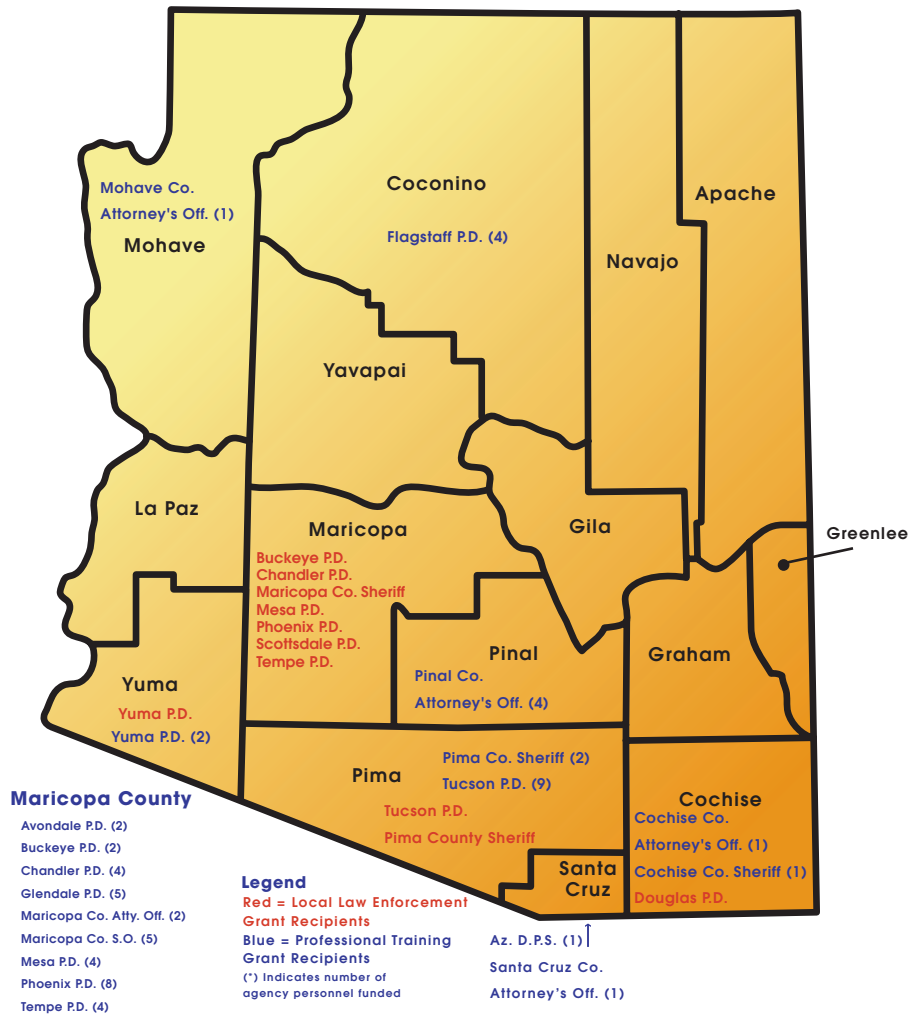 Mohave Co.
Attorney's Off. (1)
Mohave
Coconino
Flagstaff P.D. (4)
Navajo
Apache
Yavapai
La Paz
Maricopa
Buckeye P.D.
Chandler P.D.
Maricopa Co. Sheriff
Mesa P.D.
Phoenix P.D.
Scottsdale P.D.
Tempe P.D.
Gila
Greenlee
Pinal
Pinal Co.
Attorney's Off. (4)
Graham
Yuma
Yuma P.D.
Yuma P.D. (2)
Pima
Pima Co. Sheriff (2)
Tucson P.D. (9)
Tucson P.D.
Pima County Sheriff
Cochise
Cochise Co.
Attorney's Off. (1)
Cochise Co. Sheriff (1)
Douglas P.D.
Santa
Cruz
Maricopa County
Avondale P.D. (2)
Buckeye P.D. (2)
Chandler P.D. (4)
Glendale P.D. (5)
Maricopa Co. Atty. Off. (2)
Maricopa Co. S.O. (5)
Mesa P.D. (4)
Phoenix P.D. (8)
Tempe P.D. (4)
Legend
Red = Local Law Enforcement
Grant Recipients
Blue = Professional Training
Grant Recipients
(*) Indicates number of
agency personnel funded
Az. D.P.S. (1)
Santa Cruz Co.
Attorney's Off. (1)